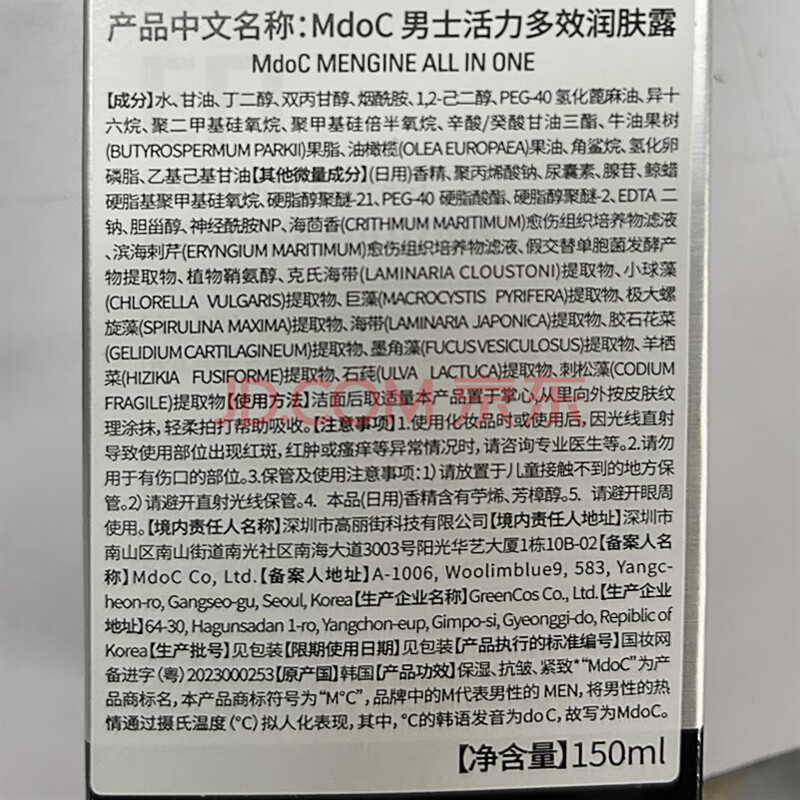 产品中文名称:MdoC 男士活力多效润肤露
MdoC MENGINE ALL IN ONE
【成分】水、甘油、丁二醇、双丙甘醇、烟酰胺、1,2-己二醇、PEG-40 氢化蓖麻油、异十
六烷、聚二甲基硅氧烷、聚甲基硅倍半氧烷、辛酸/癸酸甘油三酯、牛油果树
(BUTYROSPERMUM PARKII)果脂、油橄榄(OLEA EUROPAEA)果油、角鲨烷、氢化卵
磷脂、乙基己基甘油【其他微量成分】(日用)香精、聚丙烯酸钠、尿囊素、腺苷、鲸蜡
硬脂基聚甲基硅氧烷、硬脂醇聚醚-21、PEG-40 硬脂酸酯、硬脂醇聚醚-2、EDTA 二
钠、胆甾醇、神经酰胺NP、海茴香(CRITHMUM MARITIMUM)愈伤组织培养物滤液
、滨海刺芹(ERYNGIUM MARITIMUM)愈伤组织培养物滤液、假交替单胞菌发酵产
物提取物、植物鞘氨醇、克氏海带(LAMINARIA CLOUSTONI)提取物、小球藻
(CHLORELLA VULGARIS)提取物、巨藻(MACROCYSTIS PYRIFERA)提取物、极大螺
旋藻(SPIRULINA MAXIMA)提取物、海带(LAMINARIA JAPONICA)提取物、胶石花菜
(GELIDIUM CARTILAGINEUM)提取物、墨角藻(FUCUS VESICULOSUS)提取物、羊栖
菜(HIZIKIA FUSIFORME)提取物、石莼(ULVA LACTUCA)提取物、刺松藻(CODIUM
FRAGILE)提取物【使用方法】洁面后取适量本产品置于掌心,从里向外按皮肤纹
理涂抹,轻柔拍打帮助吸收。【注意事项】1.使用化妆品时或使用后,因光线直射
导致使用部位出现红斑,红肿或瘙痒等异常情况时,请咨询专业医生等。2.请勿
用于有伤口的部位。3.保管及使用注意事项:1)请放置于儿童接触不到的地方保
管。2)请避开直射光线保管。4. 本品(日用)香精含有苧烯、芳樟醇。5. 请避开眼周
使用。【境内责任人名称】深圳市高丽街科技有限公司【境内责任人地址】深圳市
南山区南山街道南光社区南海大道3003号阳光华艺大厦1栋10B-02【备案人名
称】MdoC Co, Ltd.【备案人地址】A-1006, Woolimblue9, 583, Yangc-
heon-ro, Gangseo-gu, Seoul, Korea【生产企业名称】GreenCos Co., Ltd.【生产企业
地址】64-30, Hagunsadan 1-ro, Yangchon-eup, Gimpo-si, Gyeonggi-do, Repiblic of
Korea【生产批号】见包装【限期使用日期】见包装【产品执行的标准编号】国妆网
备进字(粤)2023000253【原产国】韩国【产品功效】保湿、抗皱、紧致*“MdoC”为产
品商标名,本产品商标符号为“M°C”,品牌中的M代表男性的 MEN,将男性的热
情通过摄氏温度(°C)拟人化表现,其中,°C的韩语发音为do C,故写为MdoC。
【净含量】150ml
JD.COM 京东